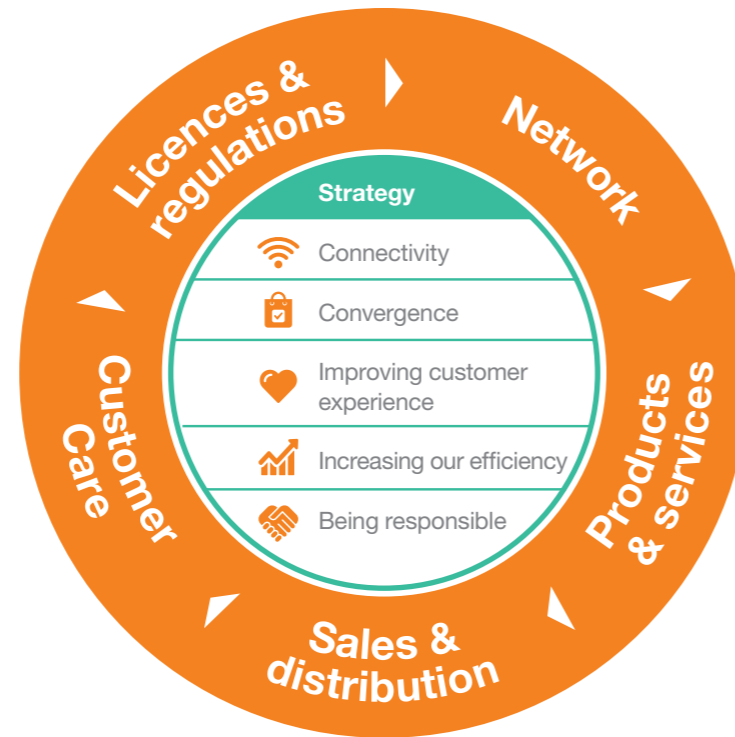 Licences &
regulations
Network
Products
& services
Sales &
distribution
Customer
Care
Strategy
Connectivity
Convergence
Improving customer
experience
Increasing our efficiency
Being responsible